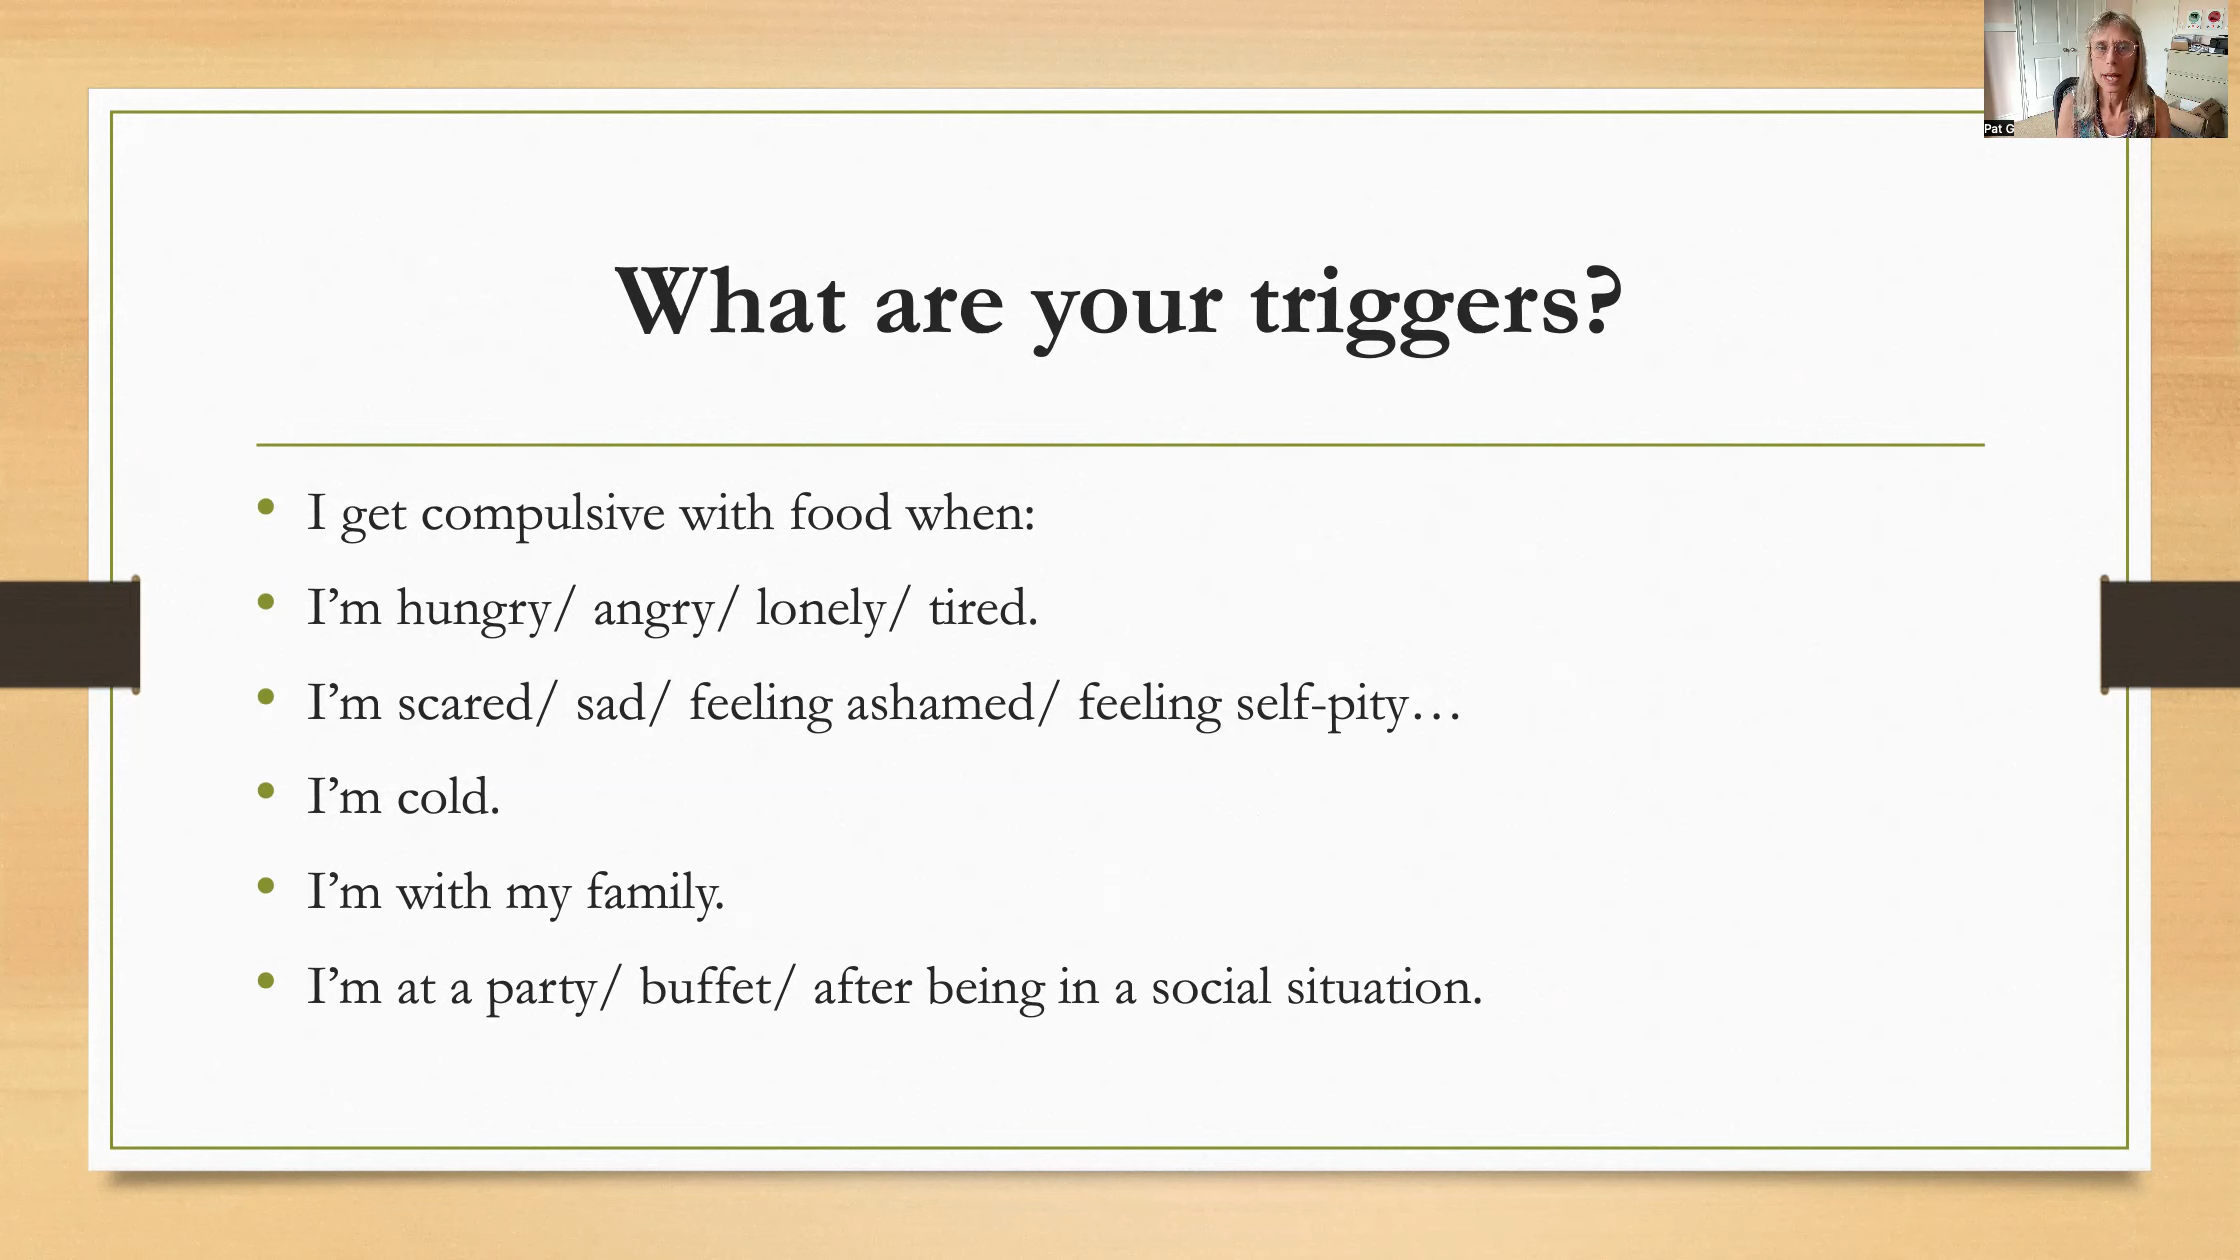 Pat G
What are your triggers?
• I get compulsive with food when:
• I’m hungry/ angry/ lonely/ tired.
• I’m scared/ sad/ feeling ashamed/ feeling self-pity…
• I’m cold.
• I’m with my family.
• I’m at a party/ buffet/ after being in a social situation.